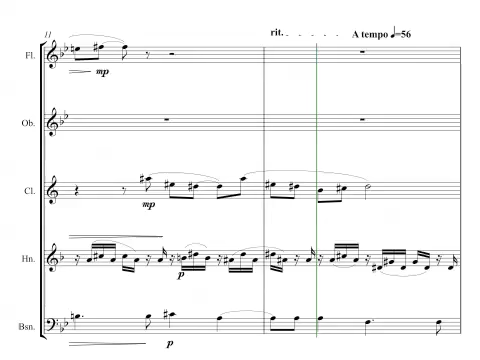 11
rit. . . . . . . A tempo ♩=56
Fl.
mp
Ob.
Cl.
mp
Hn.
p
Bsn.
p